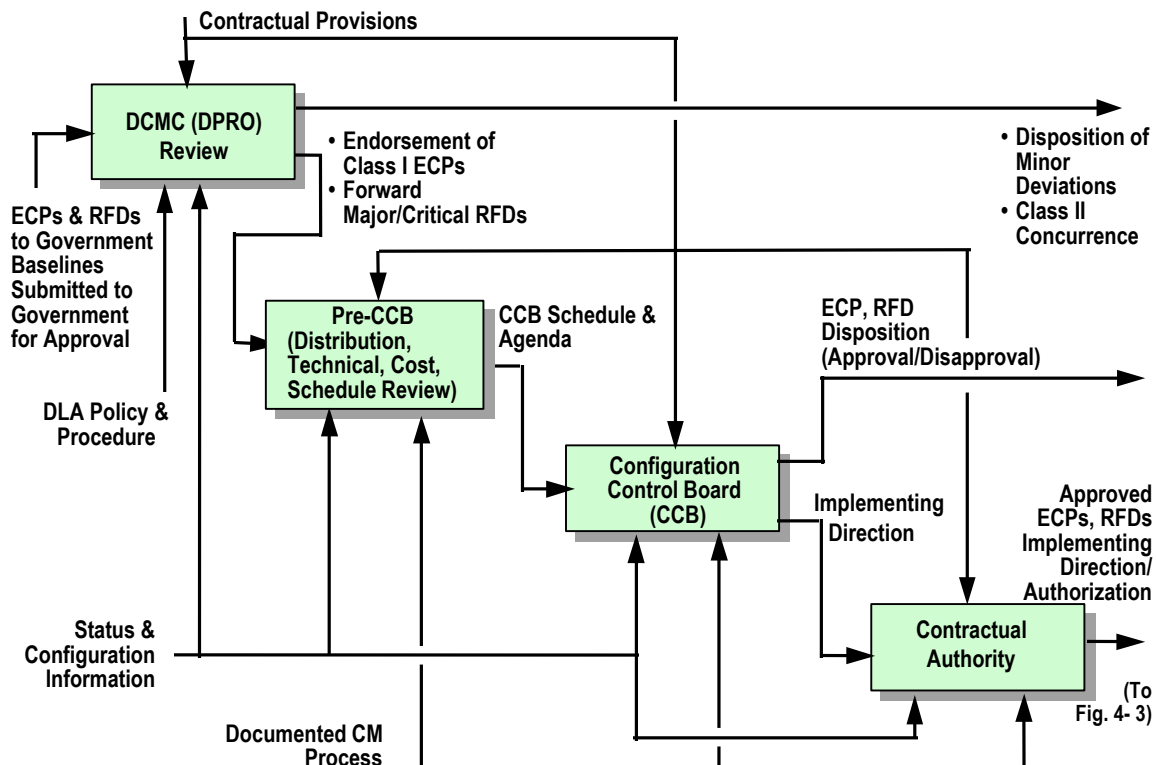 Contractual Provisions
DCMC (DPRO)
Review
• Endorsement of
Class I ECPs
• Forward
Major/Critical RFDs
• Disposition of
Minor
Deviations
• Class II
Concurrence
ECPs & RFDs
to Government
Baselines
Submitted to
Government
for Approval
DLA Policy &
Procedure
Pre-CCB
(Distribution,
Technical, Cost,
Schedule Review)
CCB Schedule &
Agenda
ECP, RFD
Disposition
(Approval/Disapproval)
Configuration
Control Board
(CCB)
Implementing
Direction
Approved
ECPs, RFDs
Implementing
Direction/
Authorization
Contractual
Authority
Status &
Configuration
Information
(To
Fig. 4- 3)
Documented CM
Process